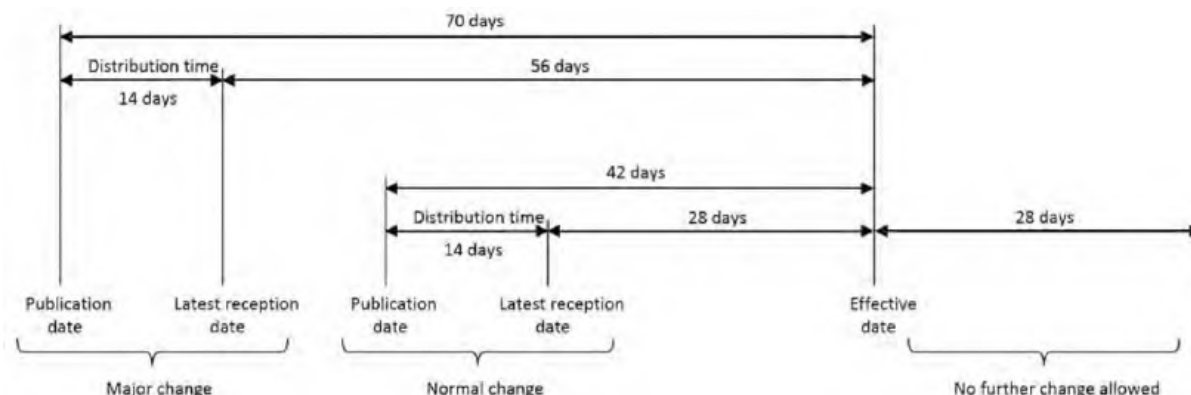 70 days
Distribution time
56 days
14 days
42 days
Distribution time
28 days
28 days
14 days
Publication date
Latest reception date
Publication date
Latest reception date
Effective date
Major change
Normal change
No further change allowed